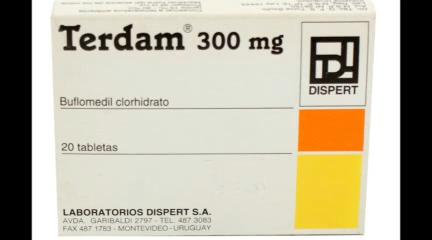 Terdam® 300 mg
DISPERT
Buflomedil clorhidrato
20 tabletas
LABORATORIOS DISPERT S.A.
AVDA. GARIBALDI 2797 - TEL. 487 3083
FAX 487 1783 - MONTEVIDEO - URUGUAY